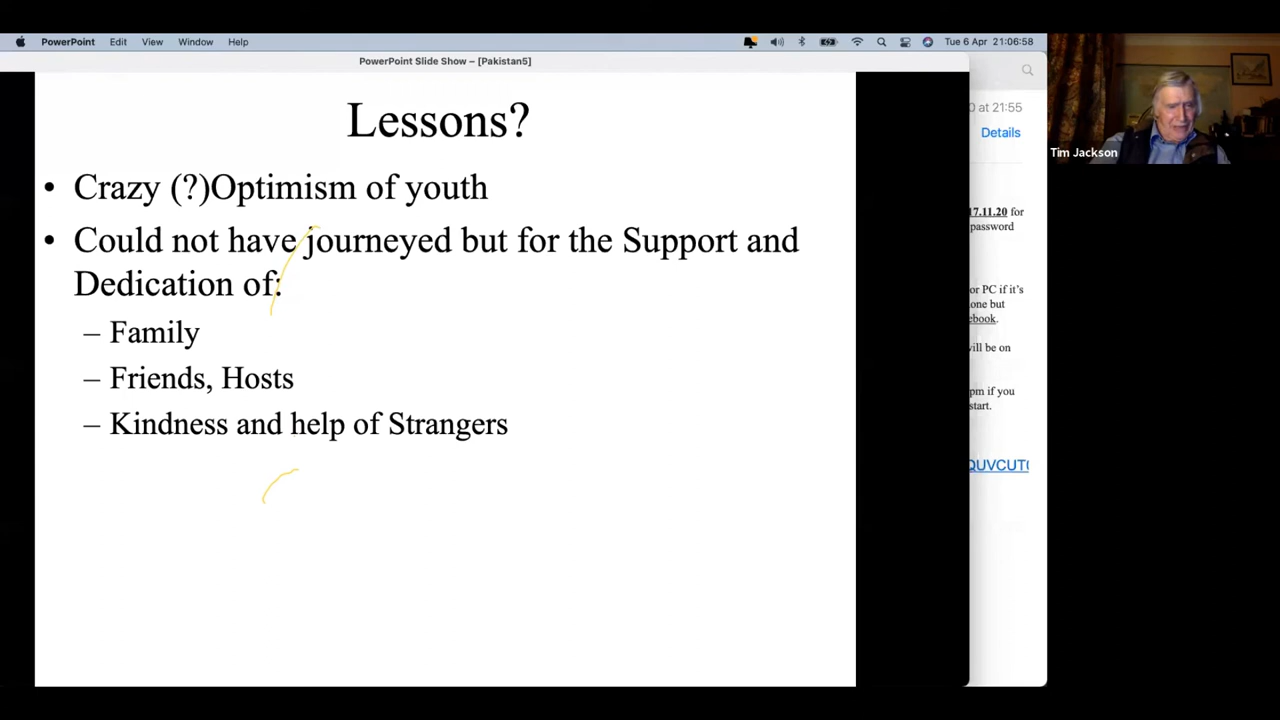 PowerPoint Edit View Window Help Tue 6 Apr 21:06:58
PowerPoint Slide Show – [Pakistan5]
Lessons?
• Crazy (?)Optimism of youth
• Could not have journeyed but for the Support and
Dedication of:
– Family
– Friends, Hosts
– Kindness and help of Strangers
at 21:55
Details
17.11.20 for
password
or PC if it's
one but
ebook.
will be on
pm if you
start.
QUVCUT
Tim Jackson